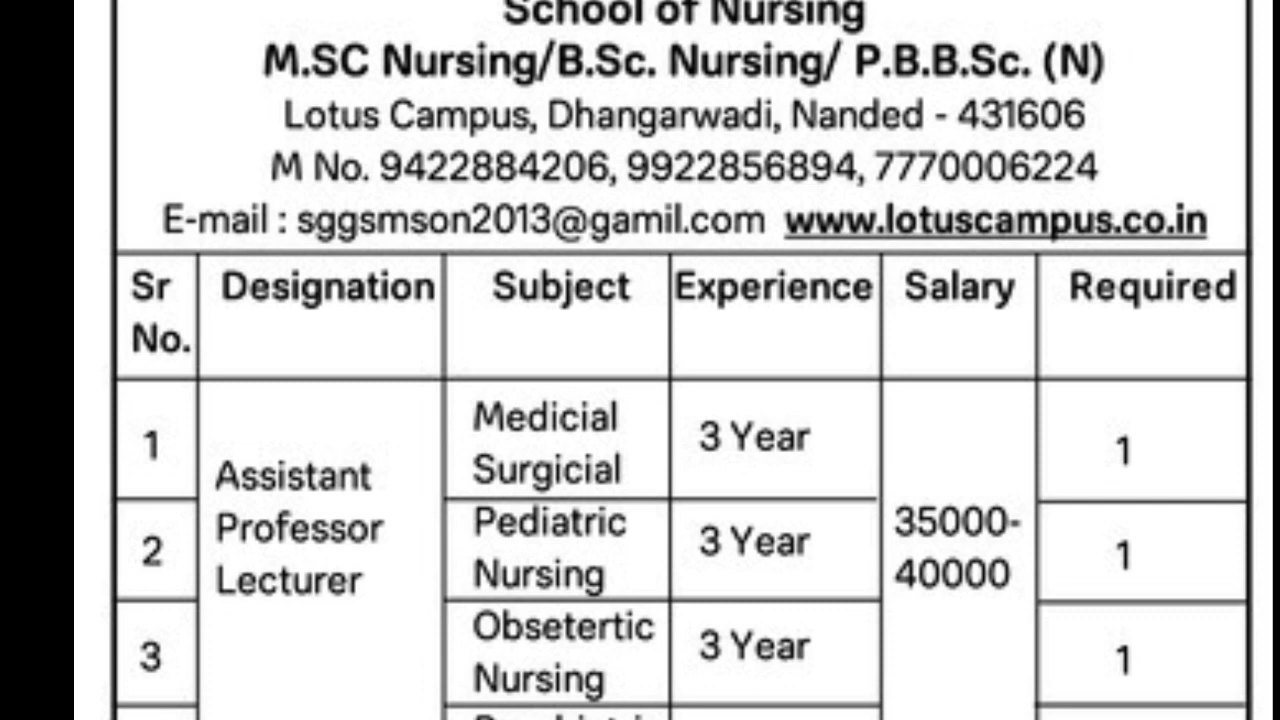 School of Nursing
M.SC Nursing/B.Sc. Nursing/ P.B.B.Sc. (N)
Lotus Campus, Dhangarwadi, Nanded - 431606
M No. 9422884206, 9922856894, 7770006224
E-mail : sggsmson2013@gamil.com www.lotuscampus.co.in
Sr No. Designation Subject Experience Salary Required
1 Assistant Professor Lecturer Medicial Surgicial 3 Year 35000-40000 1
2 Pediatric Nursing 3 Year 1
3 Obsetertic Nursing 3 Year 1